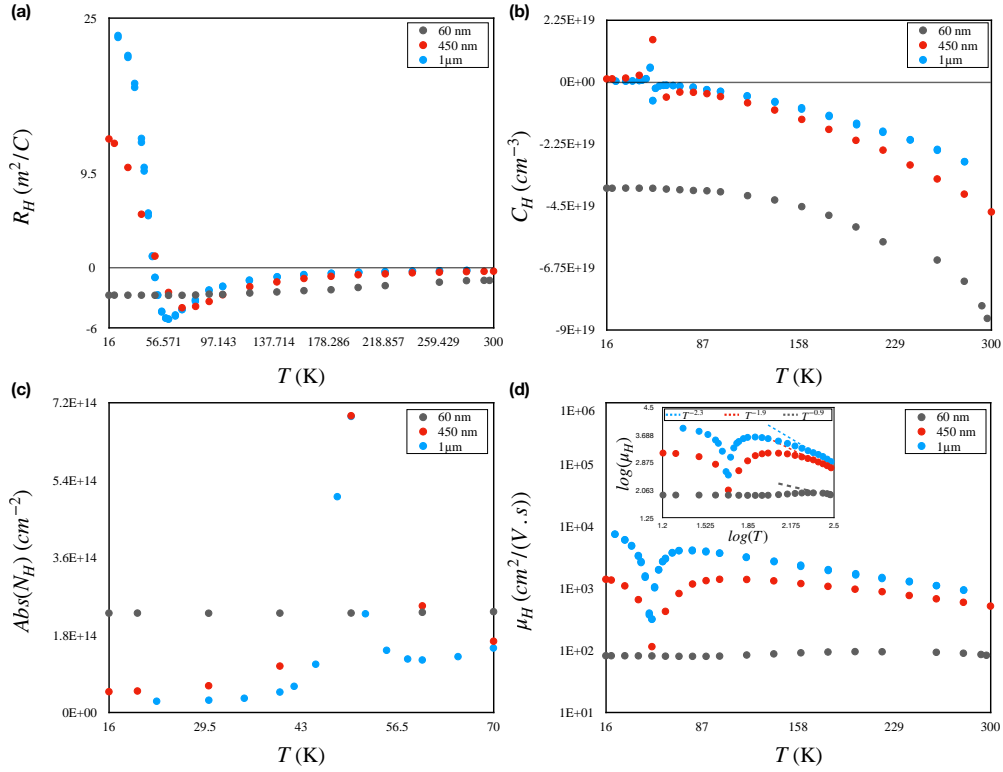 (a)
25
9.5
0
-6
R_H (m²/C)
60 nm
450 nm
1μm
16 56.571 97.143 137.714 178.286 218.857 259.429 300
T (K)
(b)
2.25E+19
0E+00
-2.25E+19
-4.5E+19
-6.75E+19
-9E+19
C_H (cm⁻³)
60 nm
450 nm
1μm
16 87 158 229 300
T (K)
(c)
7.2E+14
5.4E+14
3.6E+14
1.8E+14
0E+00
Abs(N_H) (cm⁻²)
60 nm
450 nm
1μm
16 29.5 43 56.5 70
T (K)
(d)
1E+06
1E+05
1E+04
1E+03
1E+02
1E+01
μ_H (cm²/(V . s))
60 nm
450 nm
1μm
T⁻²·³ T⁻¹·⁹ T⁻⁰·⁹
4.5
3.688
2.875
2.063
1.25
log(μ_H)
1.2 1.525 1.85 2.175 2.5
log(T)
16 87 158 229 300
T (K)